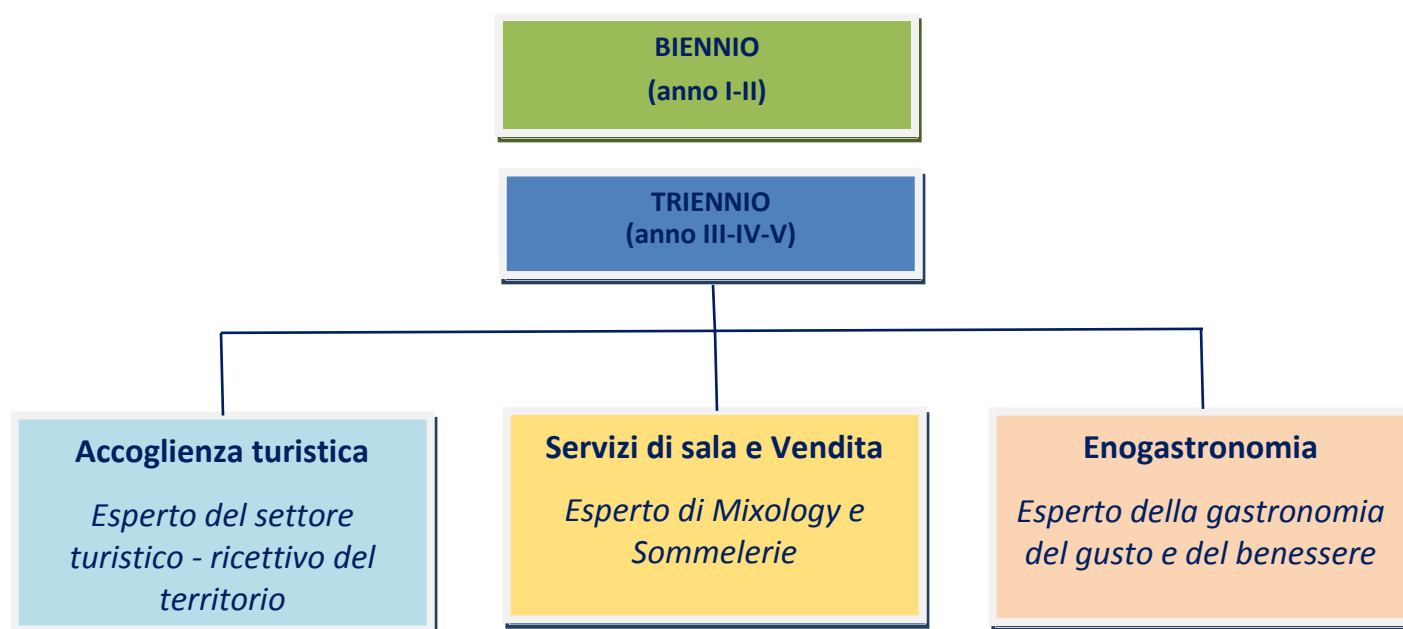 BIENNIO
(anno I-II)
TRIENNIO
(anno III-IV-V)
Accoglienza turistica
Esperto del settore
turistico - ricettivo del
territorio
Servizi di sala e Vendita
Esperto di Mixology e
Sommelerie
Enogastronomia
Esperto della gastronomia
del gusto e del benessere